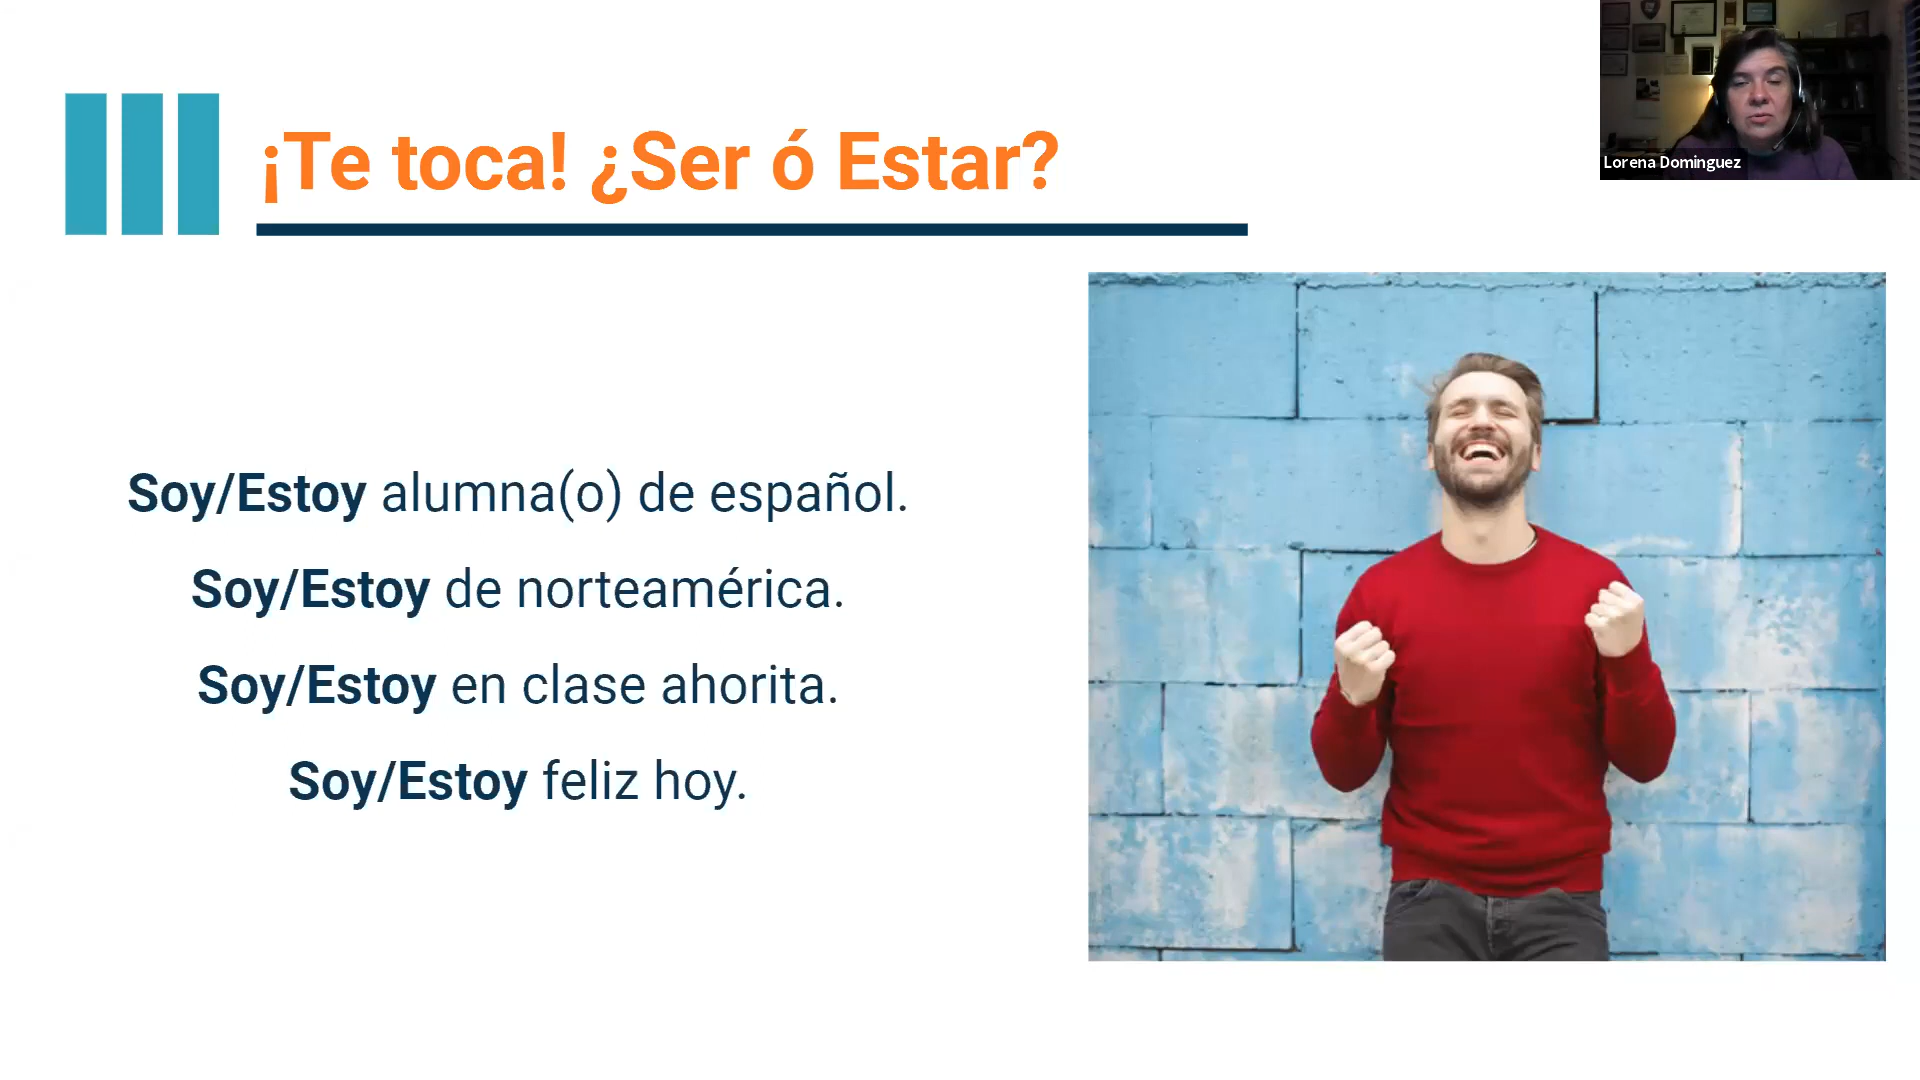 ¡Te toca! ¿Ser ó Estar?
Lorena Dominguez
Soy/Estoy alumna(o) de español.
Soy/Estoy de norteamérica.
Soy/Estoy en clase ahorita.
Soy/Estoy feliz hoy.